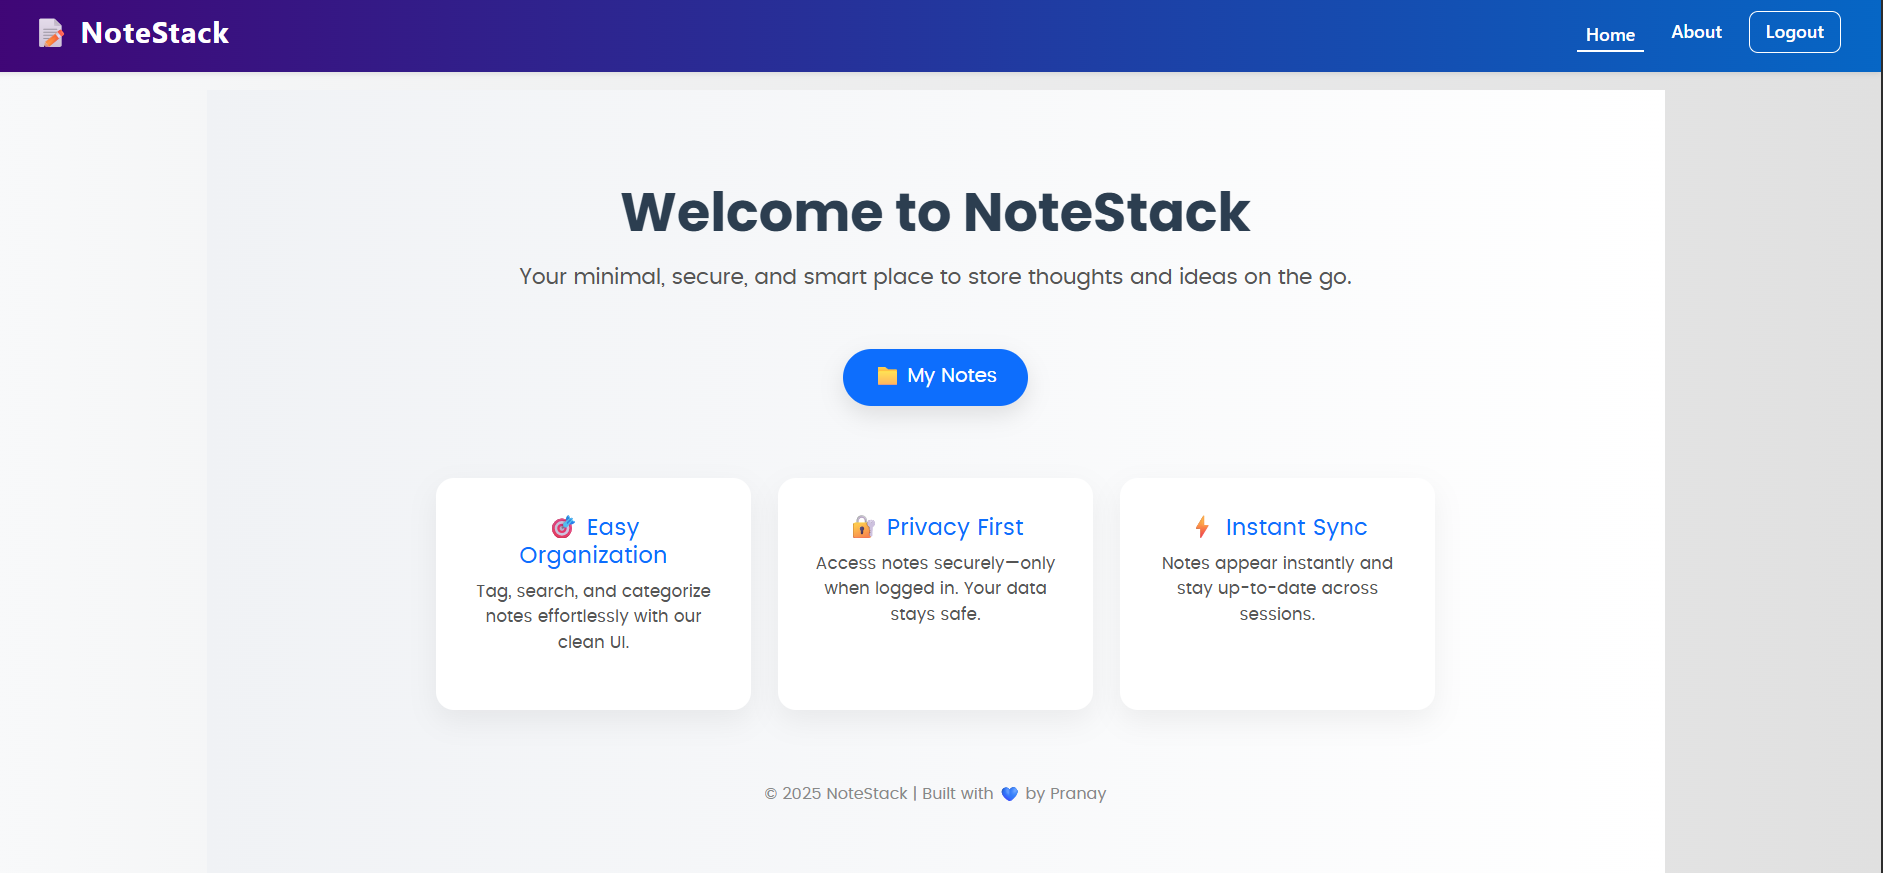 NoteStack
Home
About
Logout
Welcome to NoteStack
Your minimal, secure, and smart place to store thoughts and ideas on the go.
My Notes
Easy
Organization
Tag, search, and categorize
notes effortlessly with our
clean UI.
Privacy First
Access notes securely—only
when logged in. Your data
stays safe.
Instant Sync
Notes appear instantly and
stay up-to-date across
sessions.
© 2025 NoteStack | Built with 💙 by Pranay